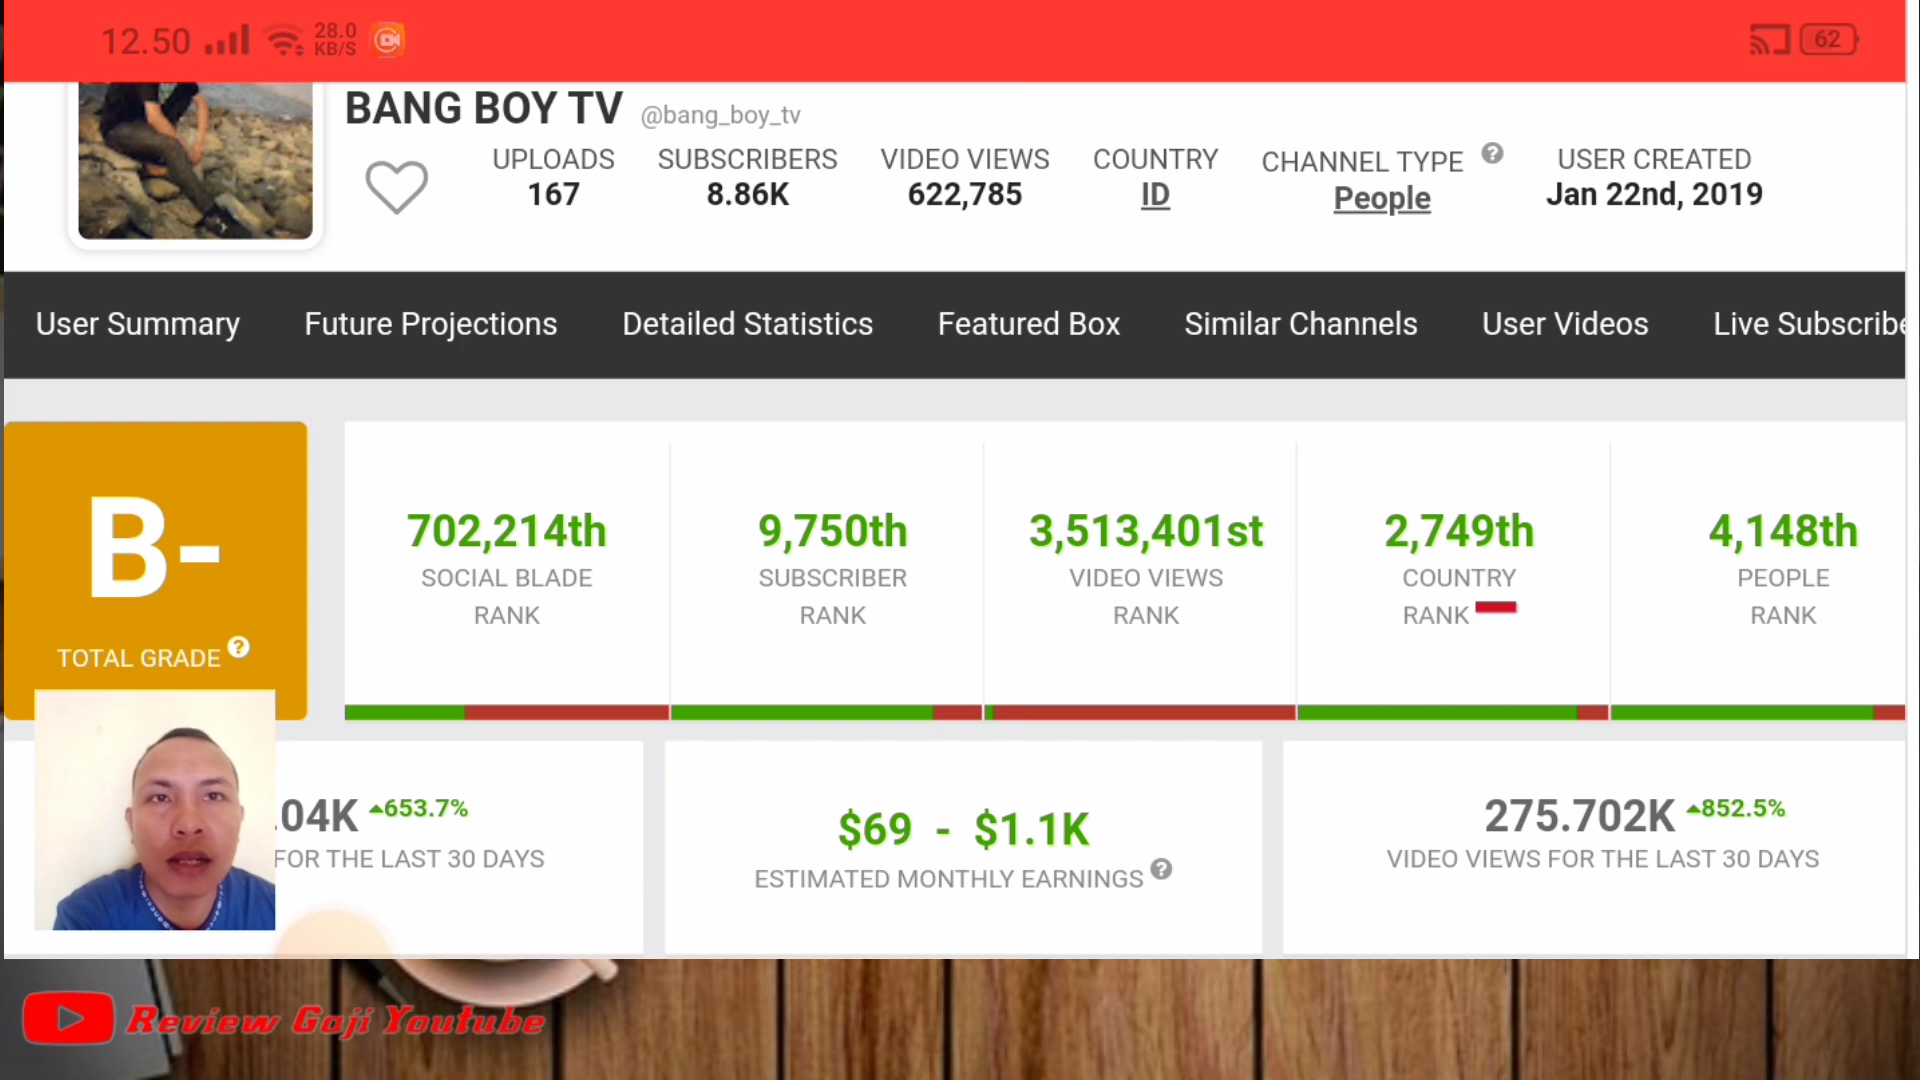 12.50 28.0 KB/S 62
BANG BOY TV @bang_boy_tv
UPLOADS SUBSCRIBERS VIDEO VIEWS COUNTRY CHANNEL TYPE ? USER CREATED
167 8.86K 622,785 ID People Jan 22nd, 2019
User Summary Future Projections Detailed Statistics Featured Box Similar Channels User Videos Live Subscribe
B-
TOTAL GRADE ?
702,214th
SOCIAL BLADE
RANK
9,750th
SUBSCRIBER
RANK
3,513,401st
VIDEO VIEWS
RANK
2,749th
COUNTRY
RANK
4,148th
PEOPLE
RANK
.04K 653.7%
FOR THE LAST 30 DAYS
$69 - $1.1K
ESTIMATED MONTHLY EARNINGS ?
275.702K 852.5%
VIDEO VIEWS FOR THE LAST 30 DAYS
Review Gaji Youtube